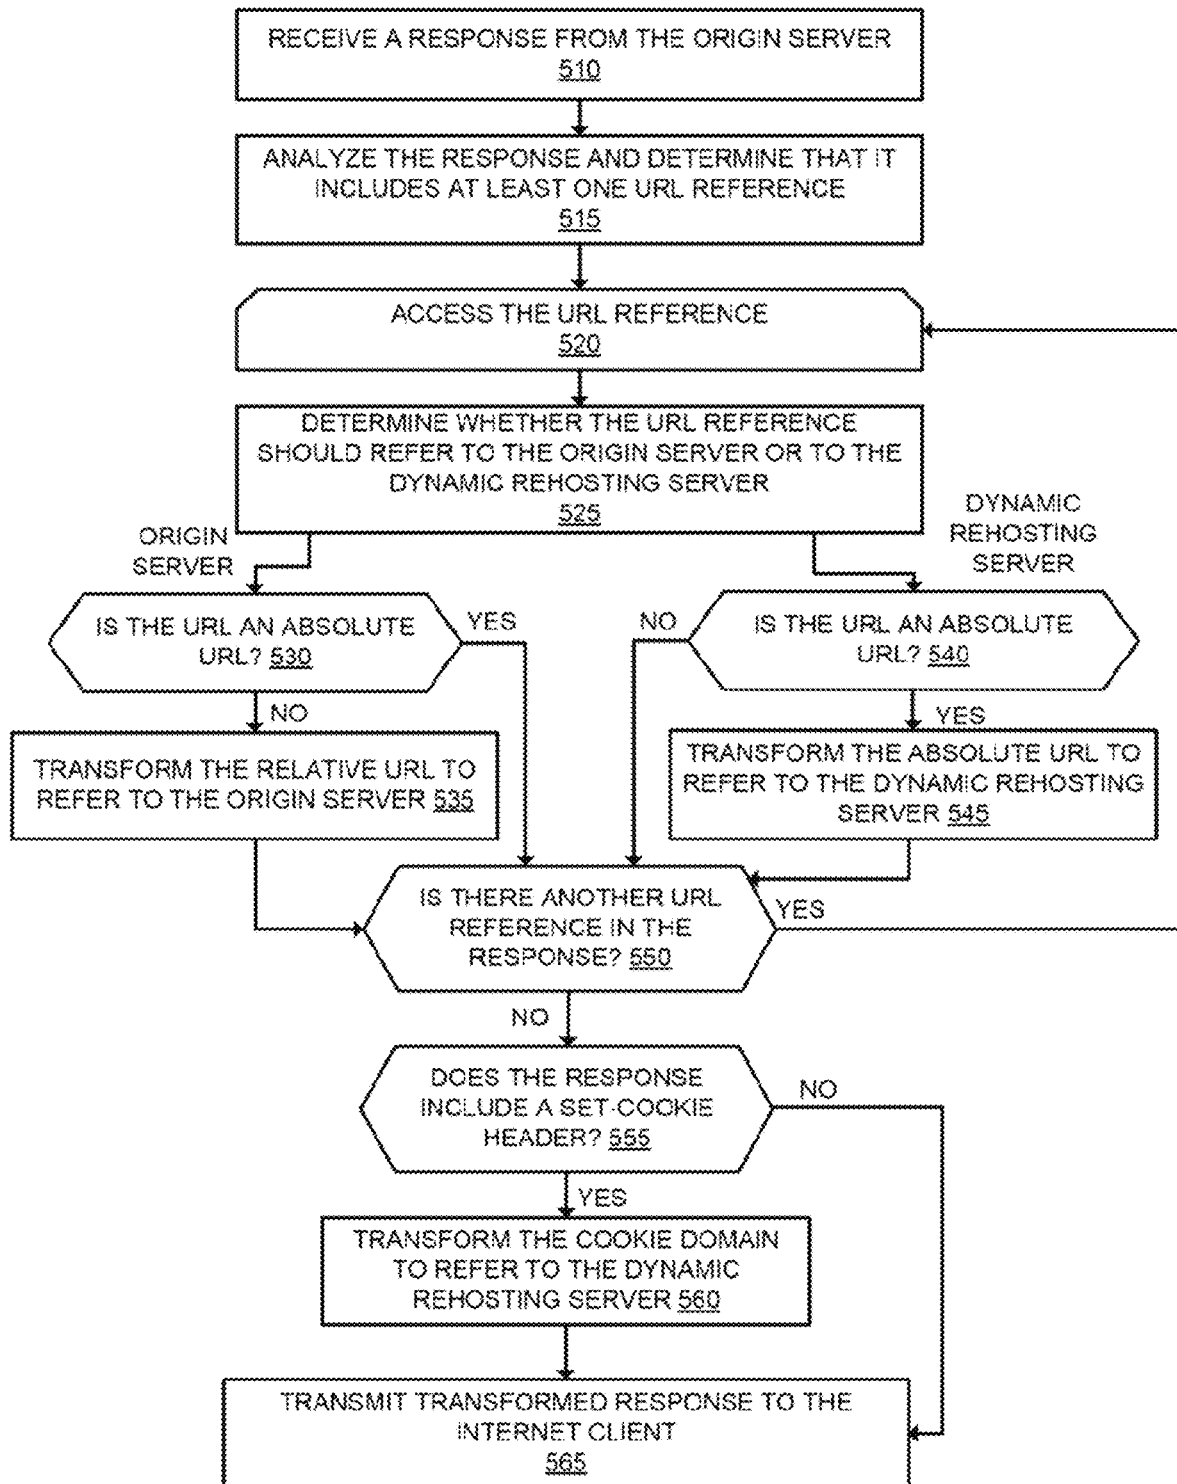 RECEIVE A RESPONSE FROM THE ORIGIN SERVER
510
ANALYZE THE RESPONSE AND DETERMINE THAT IT
INCLUDES AT LEAST ONE URL REFERENCE
515
ACCESS THE URL REFERENCE
520
DETERMINE WHETHER THE URL REFERENCE
SHOULD REFER TO THE ORIGIN SERVER OR TO THE
DYNAMIC REHOSTING SERVER
525
ORIGIN
SERVER
DYNAMIC
REHOSTING
SERVER
IS THE URL AN ABSOLUTE
URL? 530
YES
NO
NO
IS THE URL AN ABSOLUTE
URL? 540
YES
TRANSFORM THE RELATIVE URL TO
REFER TO THE ORIGIN SERVER 535
TRANSFORM THE ABSOLUTE URL TO
REFER TO THE DYNAMIC REHOSTING
SERVER 545
IS THERE ANOTHER URL
REFERENCE IN THE
RESPONSE? 550
YES
NO
DOES THE RESPONSE
INCLUDE A SET-COOKIE
HEADER? 555
NO
YES
TRANSFORM THE COOKIE DOMAIN
TO REFER TO THE DYNAMIC
REHOSTING SERVER 560
TRANSMIT TRANSFORMED RESPONSE TO THE
INTERNET CLIENT
565